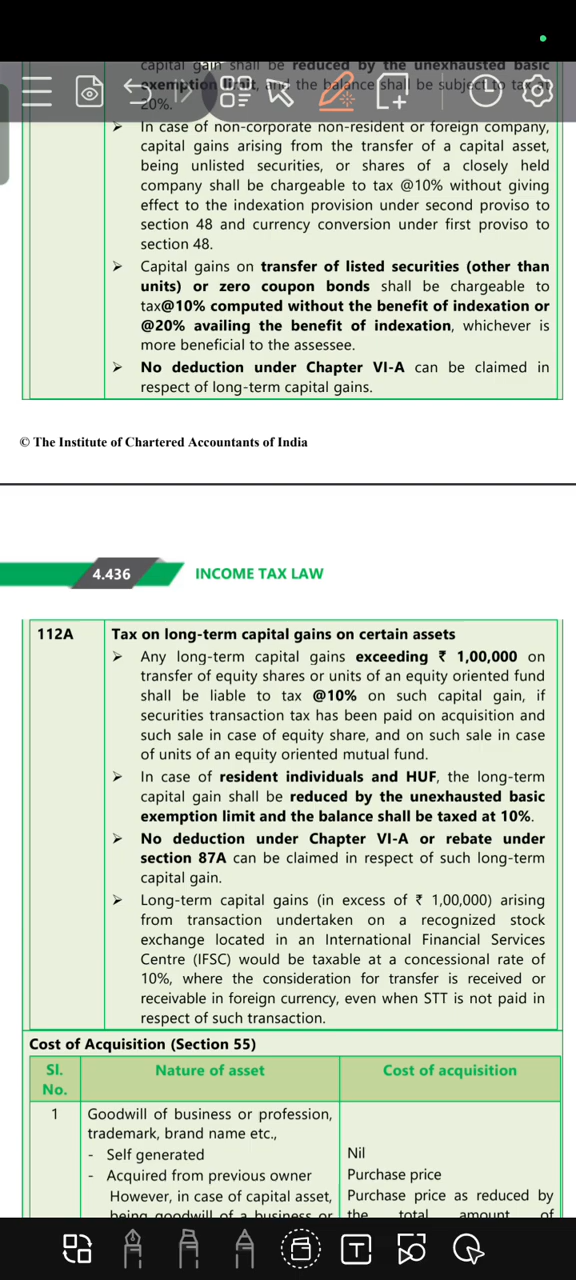 capital gain shall be reduced by the unexhausted basic
exemption limit, and the balance shall be subject to tax at
20%.
➢ In case of non-corporate non-resident or foreign company,
capital gains arising from the transfer of a capital asset,
being unlisted securities, or shares of a closely held
company shall be chargeable to tax @10% without giving
effect to the indexation provision under second proviso to
section 48 and currency conversion under first proviso to
section 48.
➢ Capital gains on transfer of listed securities (other than
units) or zero coupon bonds shall be chargeable to
tax@10% computed without the benefit of indexation or
@20% availing the benefit of indexation, whichever is
more beneficial to the assessee.
➢ No deduction under Chapter VI-A can be claimed in
respect of long-term capital gains.
© The Institute of Chartered Accountants of India
4.436 INCOME TAX LAW
112A Tax on long-term capital gains on certain assets
➢ Any long-term capital gains exceeding ₹ 1,00,000 on
transfer of equity shares or units of an equity oriented fund
shall be liable to tax @10% on such capital gain, if
securities transaction tax has been paid on acquisition and
such sale in case of equity share, and on such sale in case
of units of an equity oriented mutual fund.
➢ In case of resident individuals and HUF, the long-term
capital gain shall be reduced by the unexhausted basic
exemption limit and the balance shall be taxed at 10%.
➢ No deduction under Chapter VI-A or rebate under
section 87A can be claimed in respect of such long-term
capital gain.
➢ Long-term capital gains (in excess of ₹ 1,00,000) arising
from transaction undertaken on a recognized stock
exchange located in an International Financial Services
Centre (IFSC) would be taxable at a concessional rate of
10%, where the consideration for transfer is received or
receivable in foreign currency, even when STT is not paid in
respect of such transaction.
Cost of Acquisition (Section 55)
Sl. No. Nature of asset Cost of acquisition
1 Goodwill of business or profession,
trademark, brand name etc.,
- Self generated Nil
- Acquired from previous owner Purchase price
However, in case of capital asset, Purchase price as reduced by
being goodwill of a business or the total amount of
T